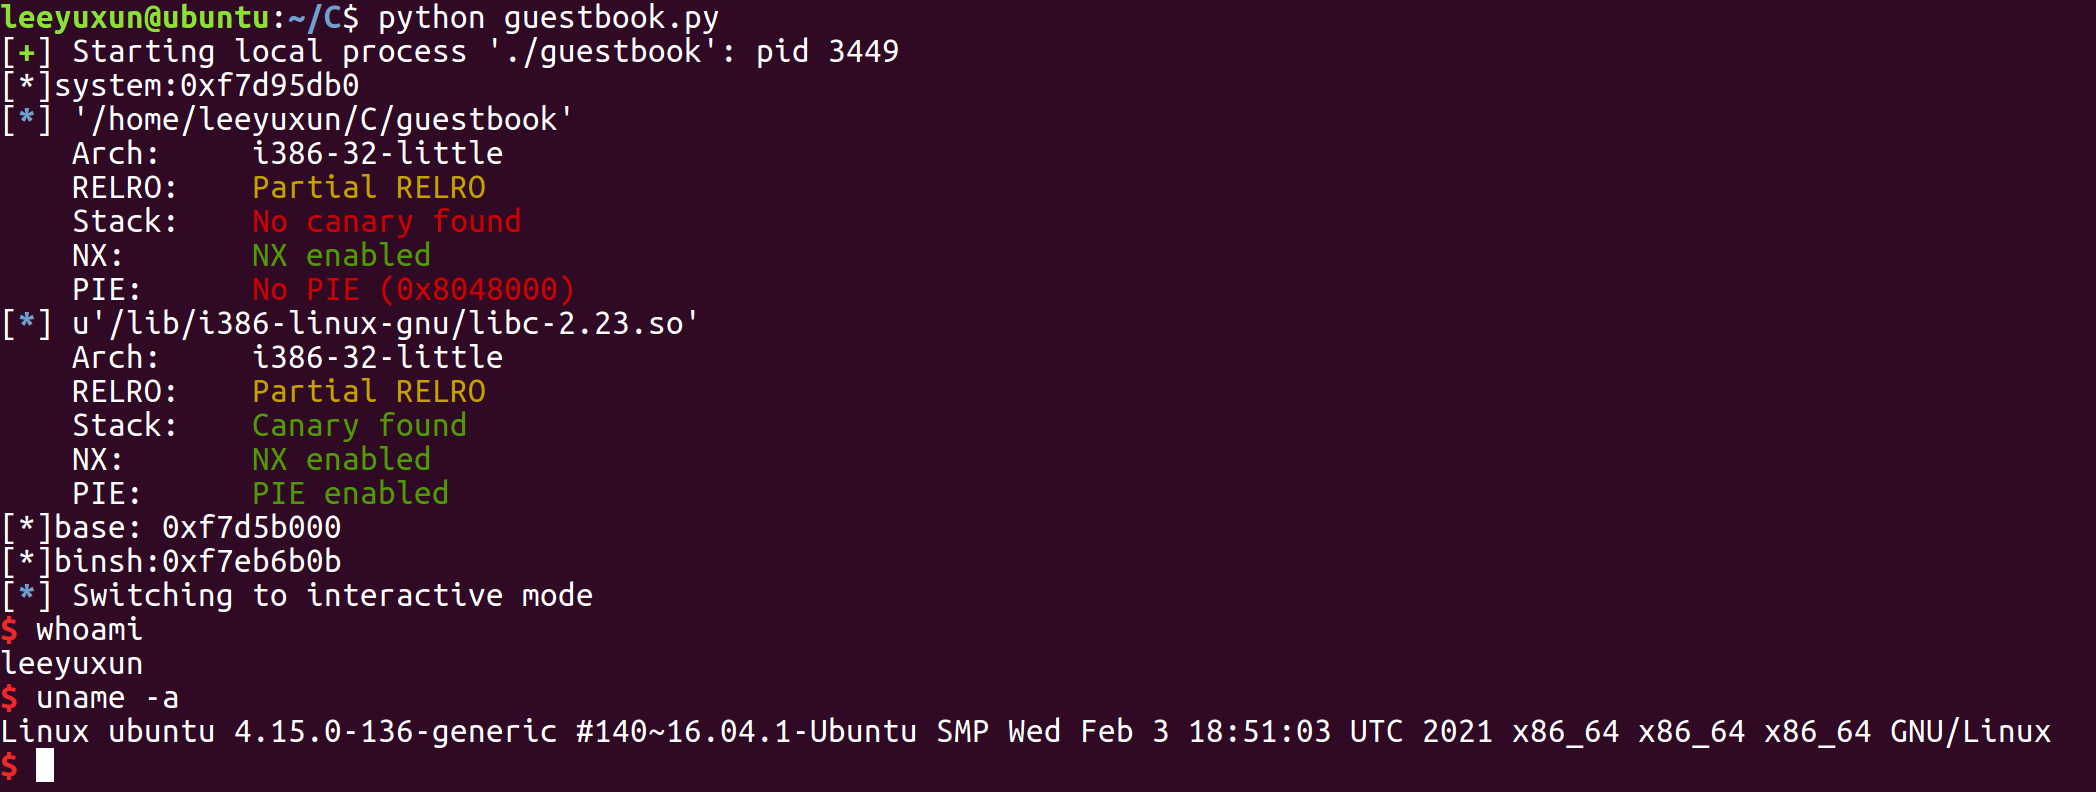 leeyuxun@ubuntu:~/C$ python guestbook.py
[+] Starting local process './guestbook': pid 3449
[*]system:0xf7d95db0
[*] '/home/leeyuxun/C/guestbook'
    Arch:     i386-32-little
    RELRO:    Partial RELRO
    Stack:    No canary found
    NX:       NX enabled
    PIE:      No PIE (0x8048000)
[*] u'/lib/i386-linux-gnu/libc-2.23.so'
    Arch:     i386-32-little
    RELRO:    Partial RELRO
    Stack:    Canary found
    NX:       NX enabled
    PIE:      PIE enabled
[*]base: 0xf7d5b000
[*]binsh:0xf7eb6b0b
[*] Switching to interactive mode
$ whoami
leeyuxun
$ uname -a
Linux ubuntu 4.15.0-136-generic #140~16.04.1-Ubuntu SMP Wed Feb 3 18:51:03 UTC 2021 x86_64 x86_64 x86_64 GNU/Linux
$